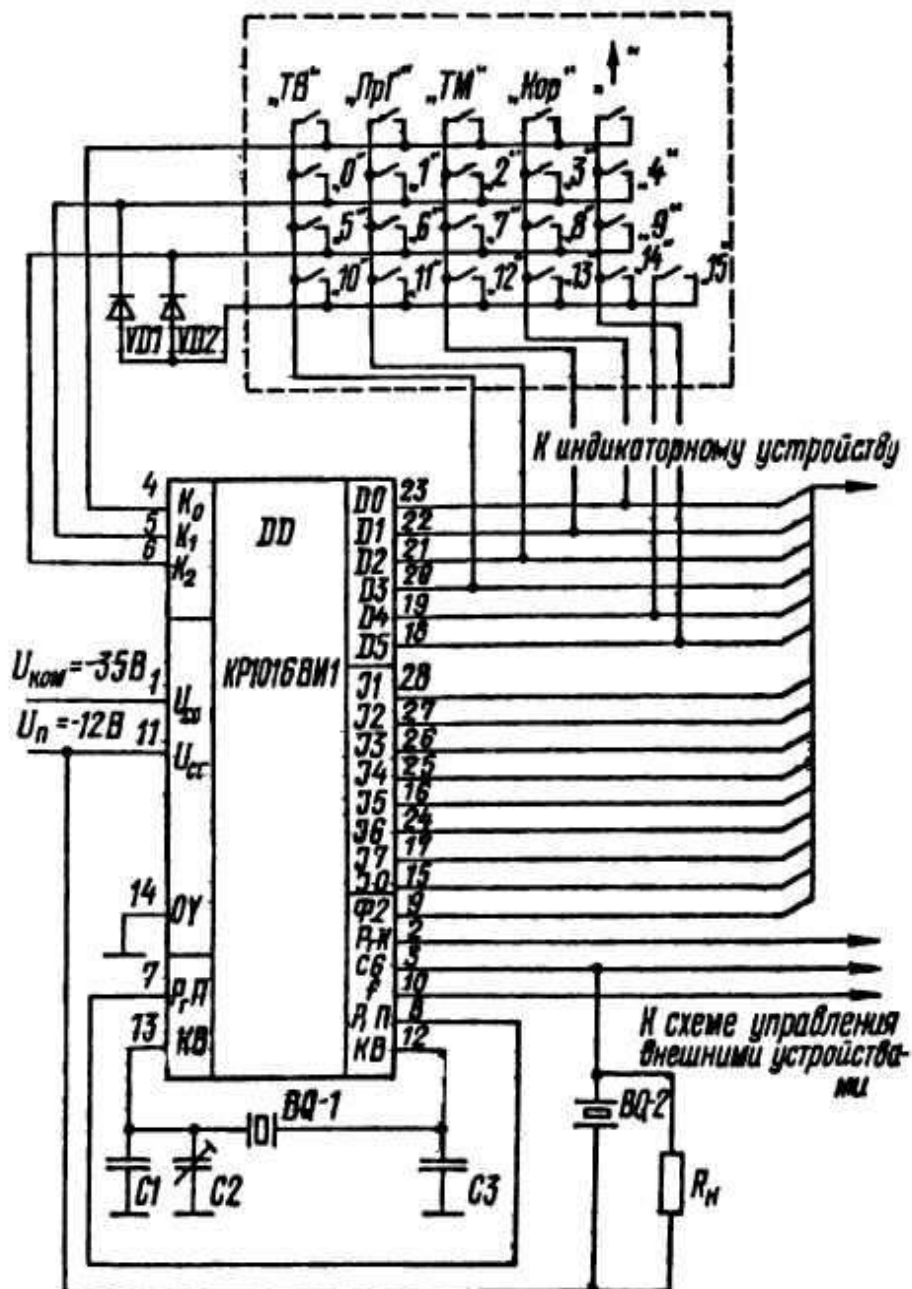 „ТВ“ „ПрГ“ „ТМ“ „Кор“ „↑“
„0“ „1“ „2“ „3“ „4“
„5“ „6“ „7“ „8“ „9“
„10“ „11“ „12“ „13“ „14“ „15“
VD1 VD2
К индикаторному устройству
4 K0
5 K1
6 K2
DD
КР1016ВИ1
D0 23
D1 22
D2 21
D3 20
D4 19
D5 18
Uком=-35В
1
Uп=-12В
11 Ucc
J1 28
J2 27
J3 26
J4 25
J5 16
J6 24
J7 17
15
Ф2 9
2
Сб 3
f 10
8
14 0V
7 РгП
13 КВ
КВ 12
К схеме управления
внешними устройства-
ми
BQ-1
BQ-2
C1 C2 C3
Rн